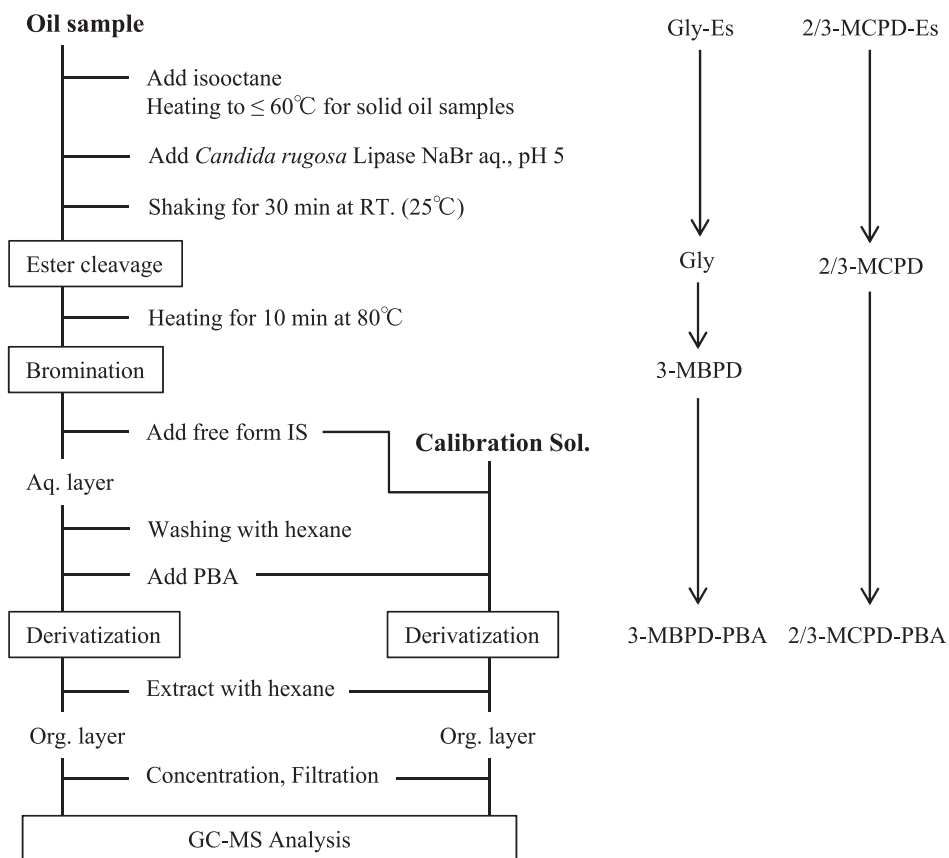 Oil sample
Gly-Es
2/3-MCPD-Es
Add isooctane
Heating to ≤ 60℃ for solid oil samples
Add Candida rugosa Lipase NaBr aq., pH 5
Shaking for 30 min at RT. (25℃)
Ester cleavage
Gly
2/3-MCPD
Heating for 10 min at 80℃
Bromination
3-MBPD
Add free form IS
Calibration Sol.
Aq. layer
Washing with hexane
Add PBA
Derivatization
Derivatization
3-MBPD-PBA
2/3-MCPD-PBA
Extract with hexane
Org. layer
Org. layer
Concentration, Filtration
GC-MS Analysis